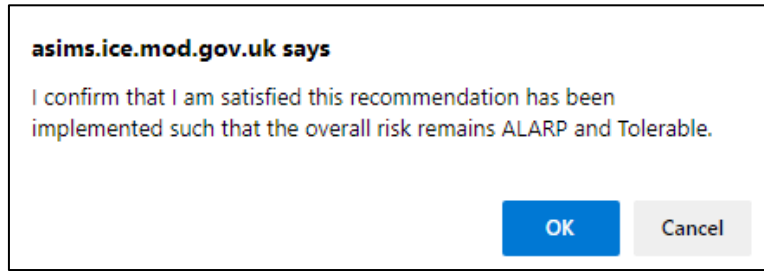 asims.ice.mod.gov.uk says
I confirm that I am satisfied this recommendation has been
implemented such that the overall risk remains ALARP and Tolerable.
OK
Cancel